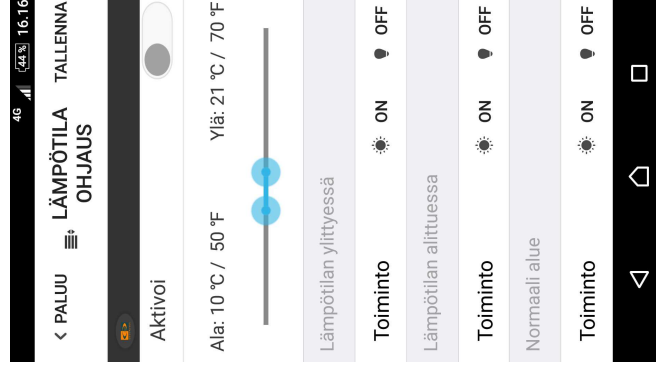 4G 44% 16.16
< PALUU LÄMPÖTILA TALLENNA
OHJAUS
Aktivoi
Ala: 10 °C / 50 °F Ylä: 21 °C / 70 °F
Lämpötilan ylittyessä
Toiminto ON OFF
Lämpötilan alittuessa
Toiminto ON OFF
Normaali alue
Toiminto ON OFF